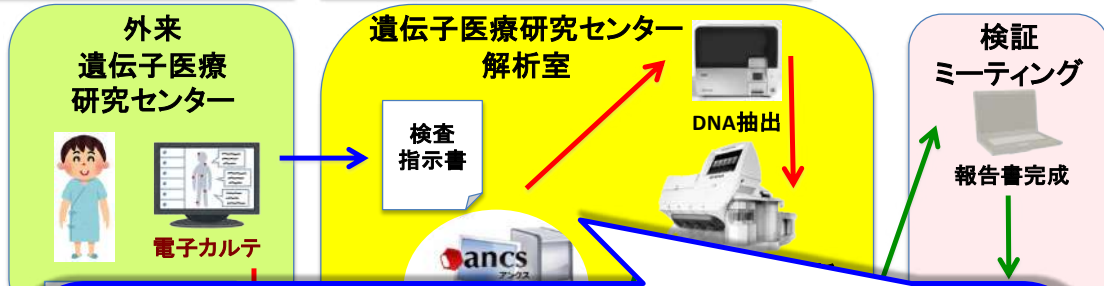 外来
遺伝子医療
研究センター
電子カルテ
遺伝子医療研究センター
解析室
検査
指示書
DNA抽出
ancs
アンクス
検証
ミーティング
報告書完成